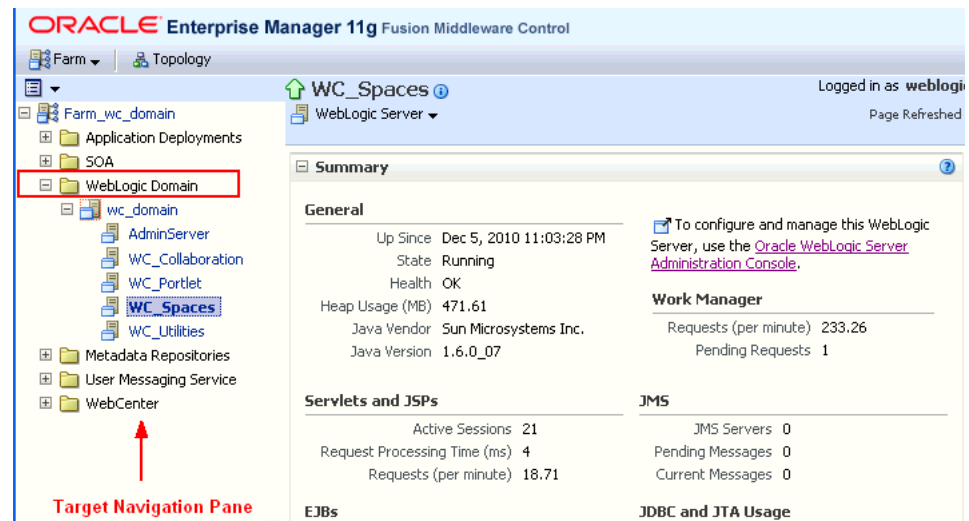 ORACLE Enterprise Manager 11g Fusion Middleware Control
Farm Topology
Farm_wc_domain
Application Deployments
SOA
WebLogic Domain
wc_domain
AdminServer
WC_Collaboration
WC_Portlet
WC_Spaces
WC_Utilities
Metadata Repositories
User Messaging Service
WebCenter
Target Navigation Pane
WC_Spaces
Logged in as weblogic
WebLogic Server
Page Refreshed
Summary
General
Up Since Dec 5, 2010 11:03:28 PM
State Running
Health OK
Heap Usage (MB) 471.61
Java Vendor Sun Microsystems Inc.
Java Version 1.6.0_07
To configure and manage this WebLogic
Server, use the Oracle WebLogic Server
Administration Console.
Work Manager
Requests (per minute) 233.26
Pending Requests 1
Servlets and JSPs
Active Sessions 21
Request Processing Time (ms) 4
Requests (per minute) 18.71
JMS
JMS Servers 0
Pending Messages 0
Current Messages 0
EJBs
JDBC and JTA Usage